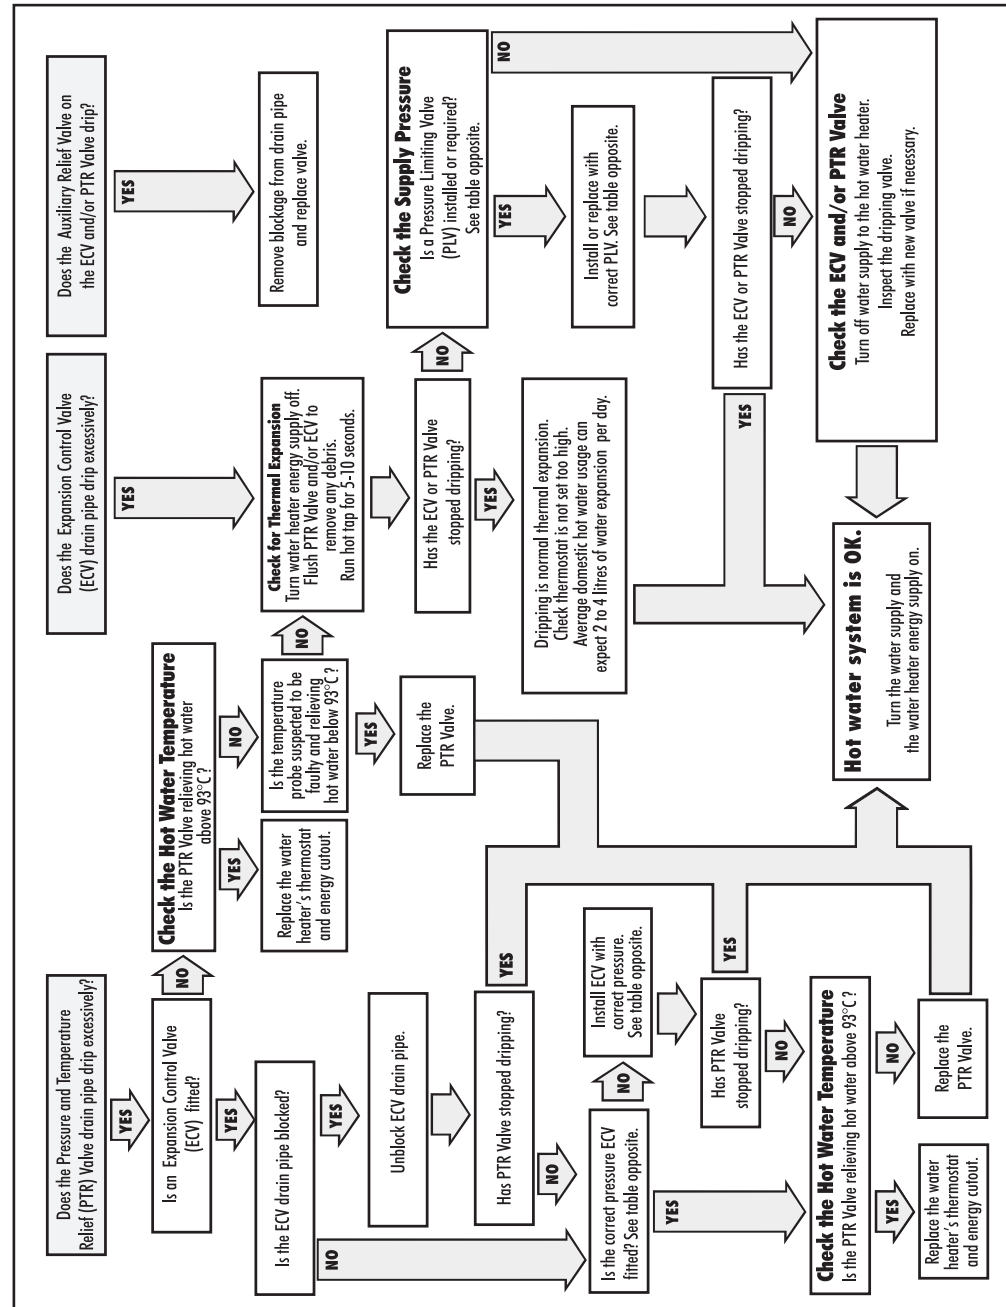 Does the Pressure and Temperature
Relief (PTR) Valve drain pipe drip excessively?
YES
Is an Expansion Control Valve
(ECV) fitted?
NO
YES
Is the ECV drain pipe blocked?
YES
NO
Unblock ECV drain pipe.
Has PTR Valve stopped dripping?
YES
NO
Is the correct pressure ECV
fitted? See table opposite.
NO
YES
Install ECV with
correct pressure.
See table opposite.
Has PTR Valve
stopped dripping?
YES
NO
Check the Hot Water Temperature
Is the PTR Valve relieving hot water above 93°C ?
YES
NO
Replace the water
heater's thermostat
and energy cutout.
Replace the
PTR Valve.
Check the Hot Water Temperature
Is the PTR Valve relieving hot water
above 93°C ?
YES
NO
Replace the water
heater's thermostat
and energy cutout.
Is the temperature
probe suspected to be
faulty and relieving
hot water below 93°C ?
NO
YES
Replace the
PTR Valve.
Does the Expansion Control Valve
(ECV) drain pipe drip excessively?
YES
Check for Thermal Expansion
Turn water heater energy supply off.
Flush PTR Valve and/or ECV to
remove any debris.
Run hot tap for 5-10 seconds.
Has the ECV or PTR Valve
stopped dripping?
NO
YES
Dripping is normal thermal expansion.
Check thermostat is not set too high.
Average domestic hot water usage can
expect 2 to 4 litres of water expansion per day.
Does the Auxiliary Relief Valve on
the ECV and/or PTR Valve drip?
YES
Remove blockage from drain pipe
and replace valve.
Check the Supply Pressure
Is a Pressure Limiting Valve
(PLV) installed or required?
See table opposite.
NO
YES
Install or replace with
correct PLV. See table opposite.
Has the ECV or PTR Valve stopped dripping?
YES
NO
Check the ECV and/or PTR Valve
Turn off water supply to the hot water heater.
Inspect the dripping valve.
Replace with new valve if necessary.
Hot water system is OK.
Turn the water supply and
the water heater energy supply on.